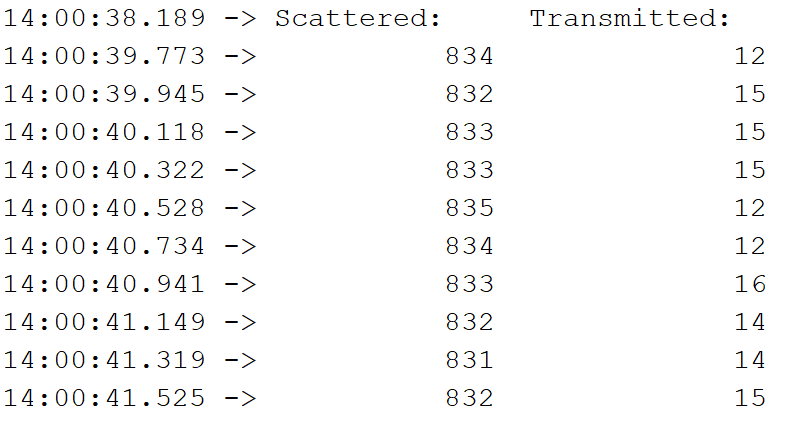 14:00:38.189 -> Scattered:     Transmitted:
14:00:39.773 ->           834              12
14:00:39.945 ->           832              15
14:00:40.118 ->           833              15
14:00:40.322 ->           833              15
14:00:40.528 ->           835              12
14:00:40.734 ->           834              12
14:00:40.941 ->           833              16
14:00:41.149 ->           832              14
14:00:41.319 ->           831              14
14:00:41.525 ->           832              15